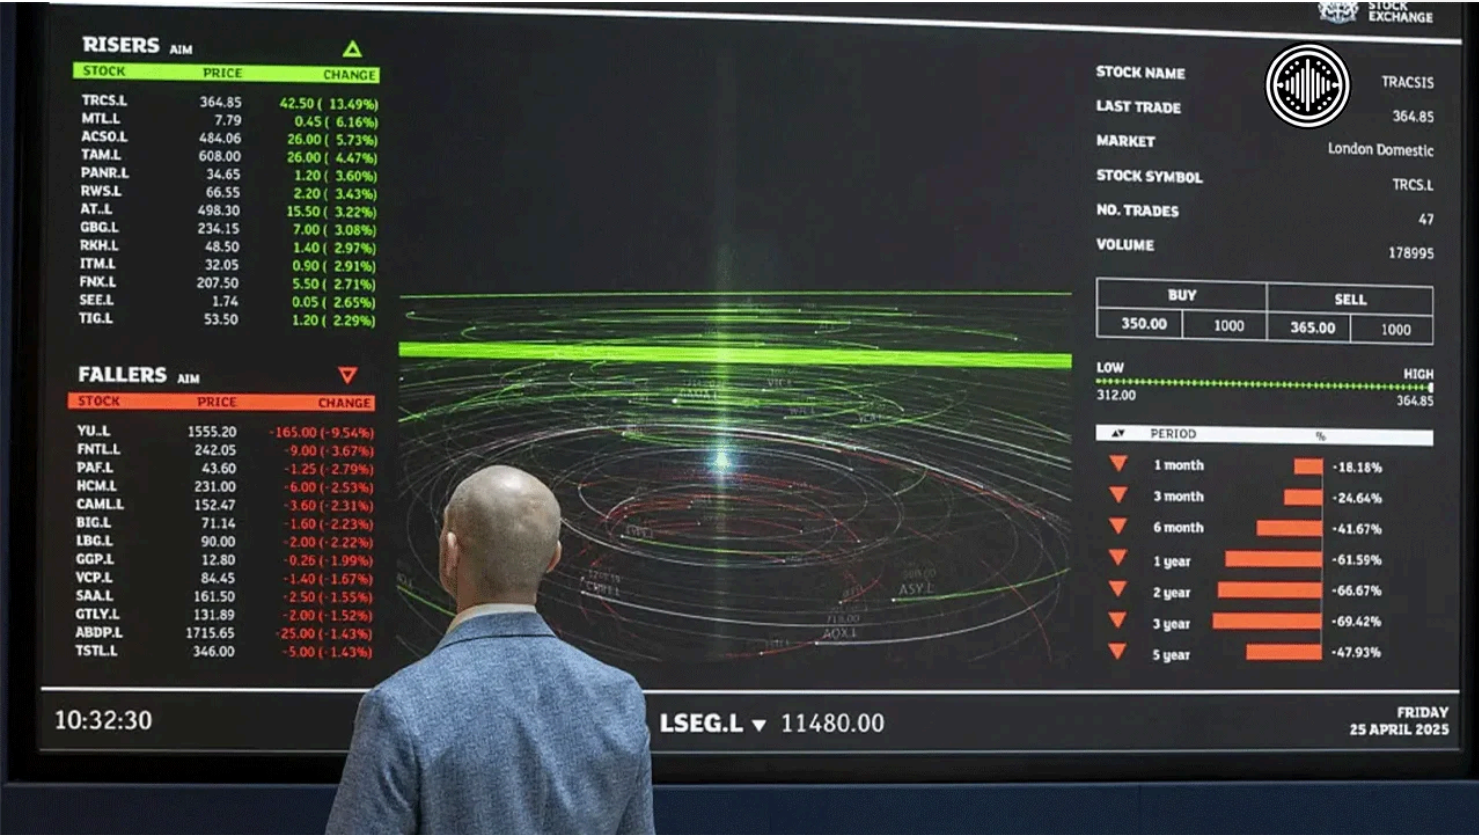 STOCK
EXCHANGE
RISERS AIM
STOCK PRICE CHANGE
TRCS.L 364.85 42.50 ( 13.49%)
MTL.L 7.79 0.45 ( 6.16%)
ACSO.L 484.06 26.00 ( 5.73%)
TAM.L 608.00 26.00 ( 4.47%)
PANR.L 34.65 1.20 ( 3.60%)
RWS.L 66.55 2.20 ( 3.43%)
AT..L 498.30 15.50 ( 3.22%)
GBG.L 234.15 7.00 ( 3.08%)
RKH.L 48.50 1.40 ( 2.97%)
ITM.L 32.05 0.90 ( 2.91%)
FNX.L 207.50 5.50 ( 2.71%)
SEE.L 1.74 0.05 ( 2.65%)
TIG.L 53.50 1.20 ( 2.29%)
FALLERS AIM
STOCK PRICE CHANGE
YU..L 1555.20 -165.00 (-9.54%)
FNTL.L 242.05 -9.00 (-3.67%)
PAF.L 43.60 -1.25 (-2.79%)
HCM.L 231.00 -6.00 (-2.53%)
CAML.L 152.47 -3.60 (-2.31%)
BIG.L 71.14 -1.60 (-2.23%)
LBG.L 90.00 -2.00 (-2.22%)
GGP.L 12.80 -0.26 (-1.99%)
VCP.L 84.45 -1.40 (-1.67%)
SAA.L 161.50 -2.50 (-1.55%)
GTLY.L 131.89 -2.00 (-1.52%)
ABDP.L 1715.65 -25.00 (-1.43%)
TSTL.L 346.00 -5.00 (-1.43%)
ASY.L
AOX.L
STOCK NAME TRACSIS
LAST TRADE 364.85
MARKET London Domestic
STOCK SYMBOL TRCS.L
NO. TRADES 47
VOLUME 178995
BUY SELL
350.00 1000 365.00 1000
LOW HIGH
312.00 364.85
PERIOD %
1 month -18.18%
3 month -24.64%
6 month -41.67%
1 year -61.59%
2 year -66.67%
3 year -69.42%
5 year -47.93%
10:32:30 LSEG.L ▼ 11480.00 FRIDAY
25 APRIL 2025